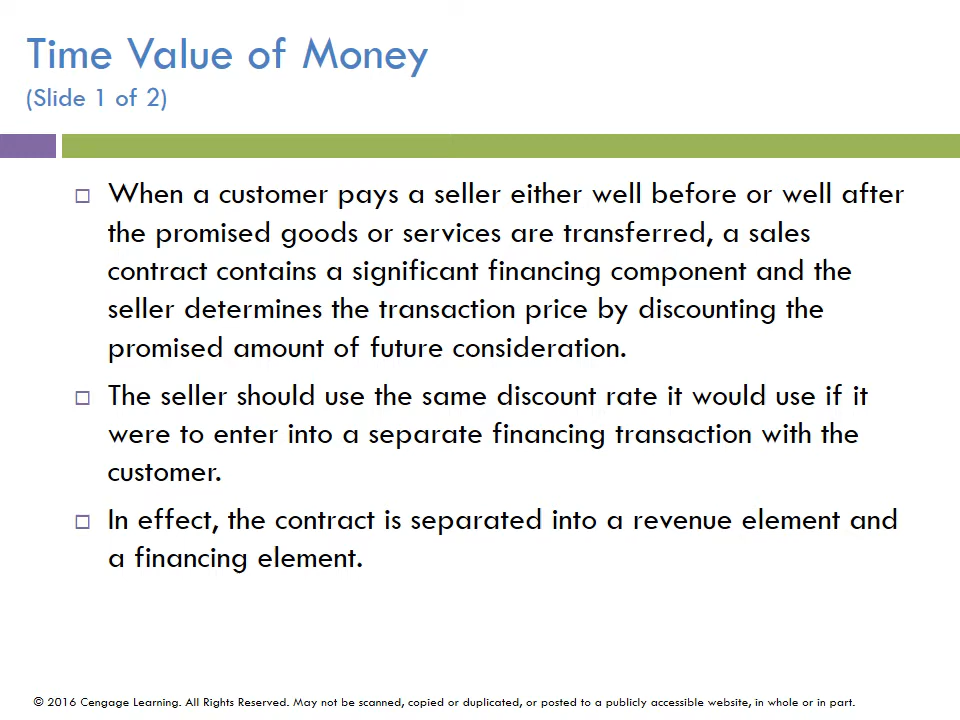 Time Value of Money
(Slide 1 of 2)
When a customer pays a seller either well before or well after
the promised goods or services are transferred, a sales
contract contains a significant financing component and the
seller determines the transaction price by discounting the
promised amount of future consideration.
The seller should use the same discount rate it would use if it
were to enter into a separate financing transaction with the
customer.
In effect, the contract is separated into a revenue element and
a financing element.
© 2016 Cengage Learning. All Rights Reserved. May not be scanned, copied or duplicated, or posted to a publicly accessible website, in whole or in part.